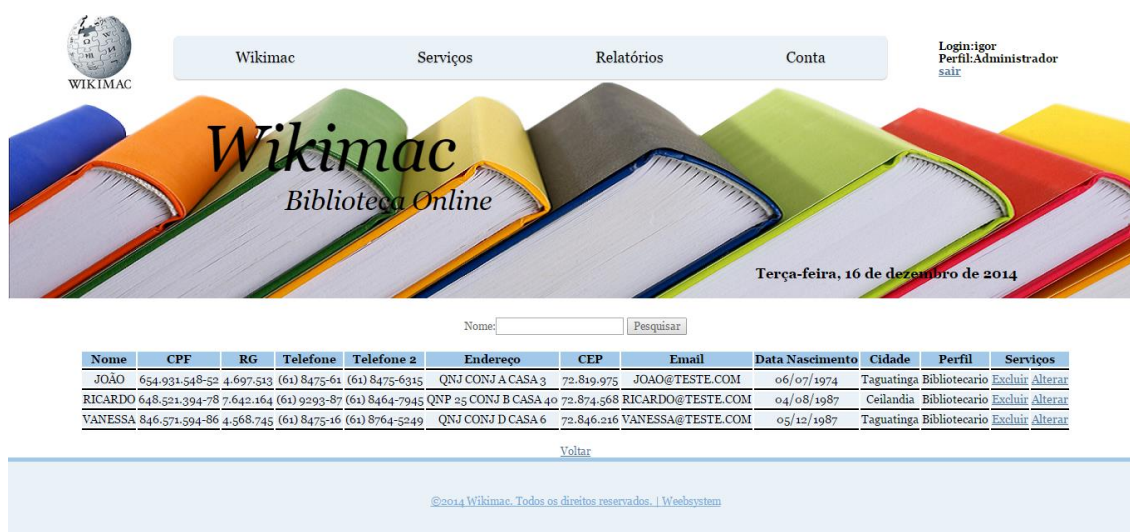 WIKIMAC
Wikimac Serviços Relatórios Conta
Login:igor
Perfil:Administrador
sair
Wikimac
Biblioteca Online
Terça-feira, 16 de dezembro de 2014
Nome: Pesquisar
Nome CPF RG Telefone Telefone 2 Endereço CEP Email Data Nascimento Cidade Perfil Serviços
JOÃO 654.931.548-52 4.697.513 (61) 8475-61 (61) 8475-6315 QNJ CONJ A CASA 3 72.819.975 JOAO@TESTE.COM 06/07/1974 Taguatinga Bibliotecario Excluir Alterar
RICARDO 648.521.394-78 7.642.164 (61) 9293-87 (61) 8464-7945 QNP 25 CONJ B CASA 40 72.874.568 RICARDO@TESTE.COM 04/08/1987 Ceilandia Bibliotecario Excluir Alterar
VANESSA 846.571.594-86 4.568.745 (61) 8475-16 (61) 8764-5249 QNJ CONJ D CASA 6 72.846.216 VANESSA@TESTE.COM 05/12/1987 Taguatinga Bibliotecario Excluir Alterar
Voltar
©2014 Wikimac. Todos os direitos reservados. | Weebsystem